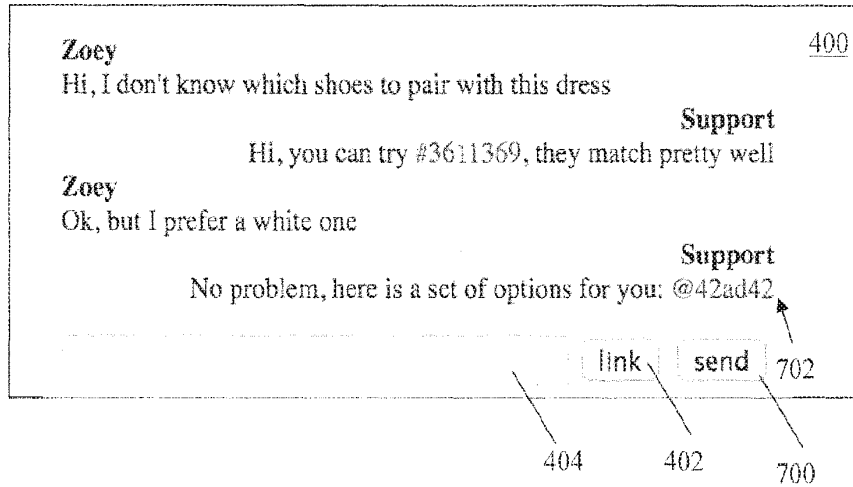 Zoey
400
Hi, I don't know which shoes to pair with this dress
Support
Hi, you can try #3611369, they match pretty well
Zoey
Ok, but I prefer a white one
Support
No problem, here is a set of options for you: @42ad42
link
send
702
404
402
700